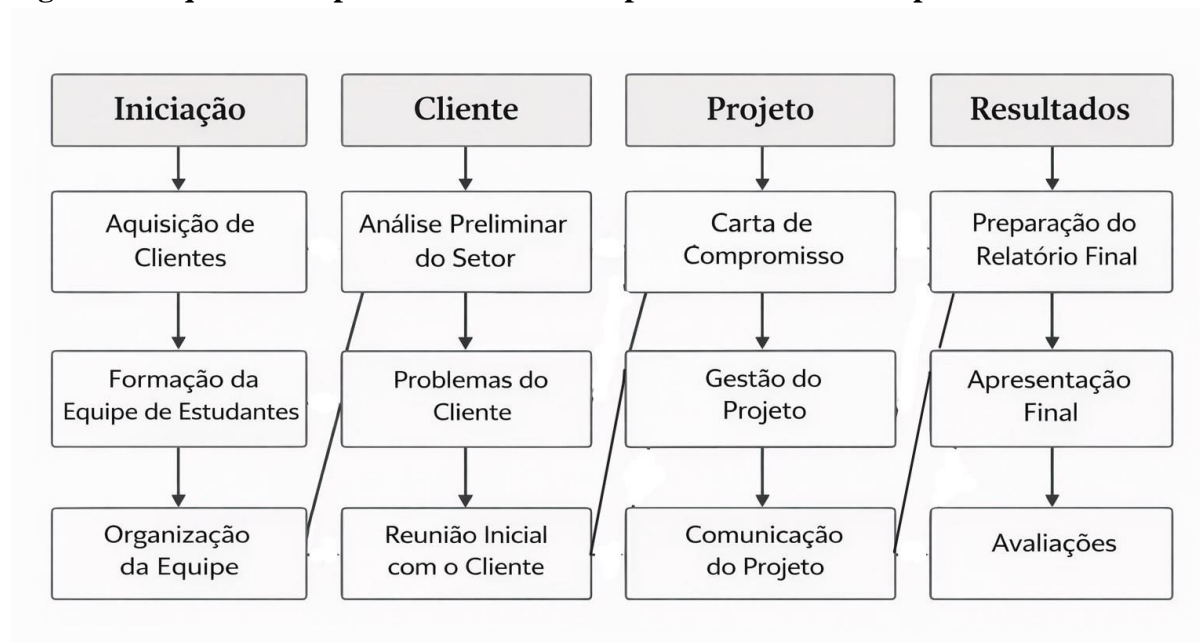 Iniciação
Aquisição de
Clientes
Formação da
Equipe de Estudantes
Organização
da Equipe
Cliente
Análise Preliminar
do Setor
Problemas do
Cliente
Reunião Inicial
com o Cliente
Projeto
Carta de
Compromisso
Gestão do
Projeto
Comunicação
do Projeto
Resultados
Preparação do
Relatório Final
Apresentação
Final
Avaliações